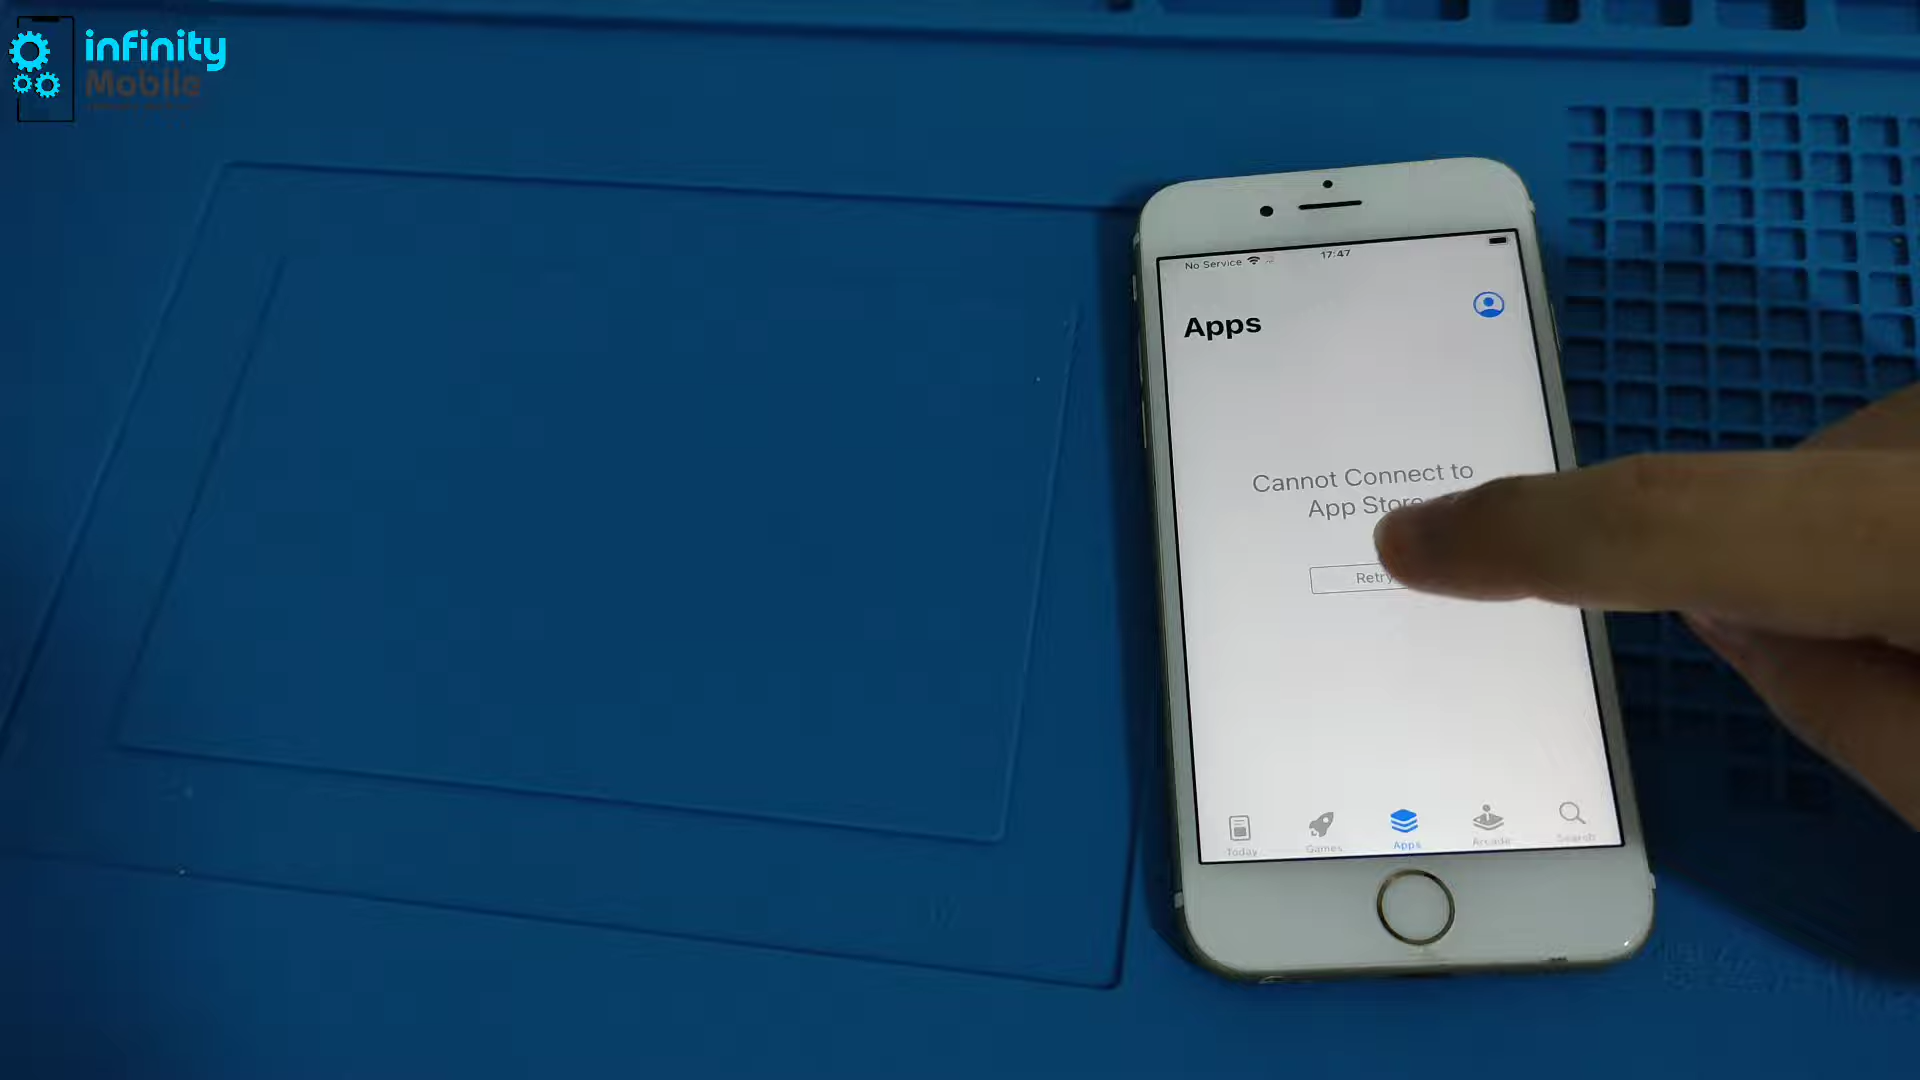 infinity
Mobile
No Service
17:47
Apps
Cannot Connect to
App Store
Retry
Today
Games
Apps
Arcade
Search